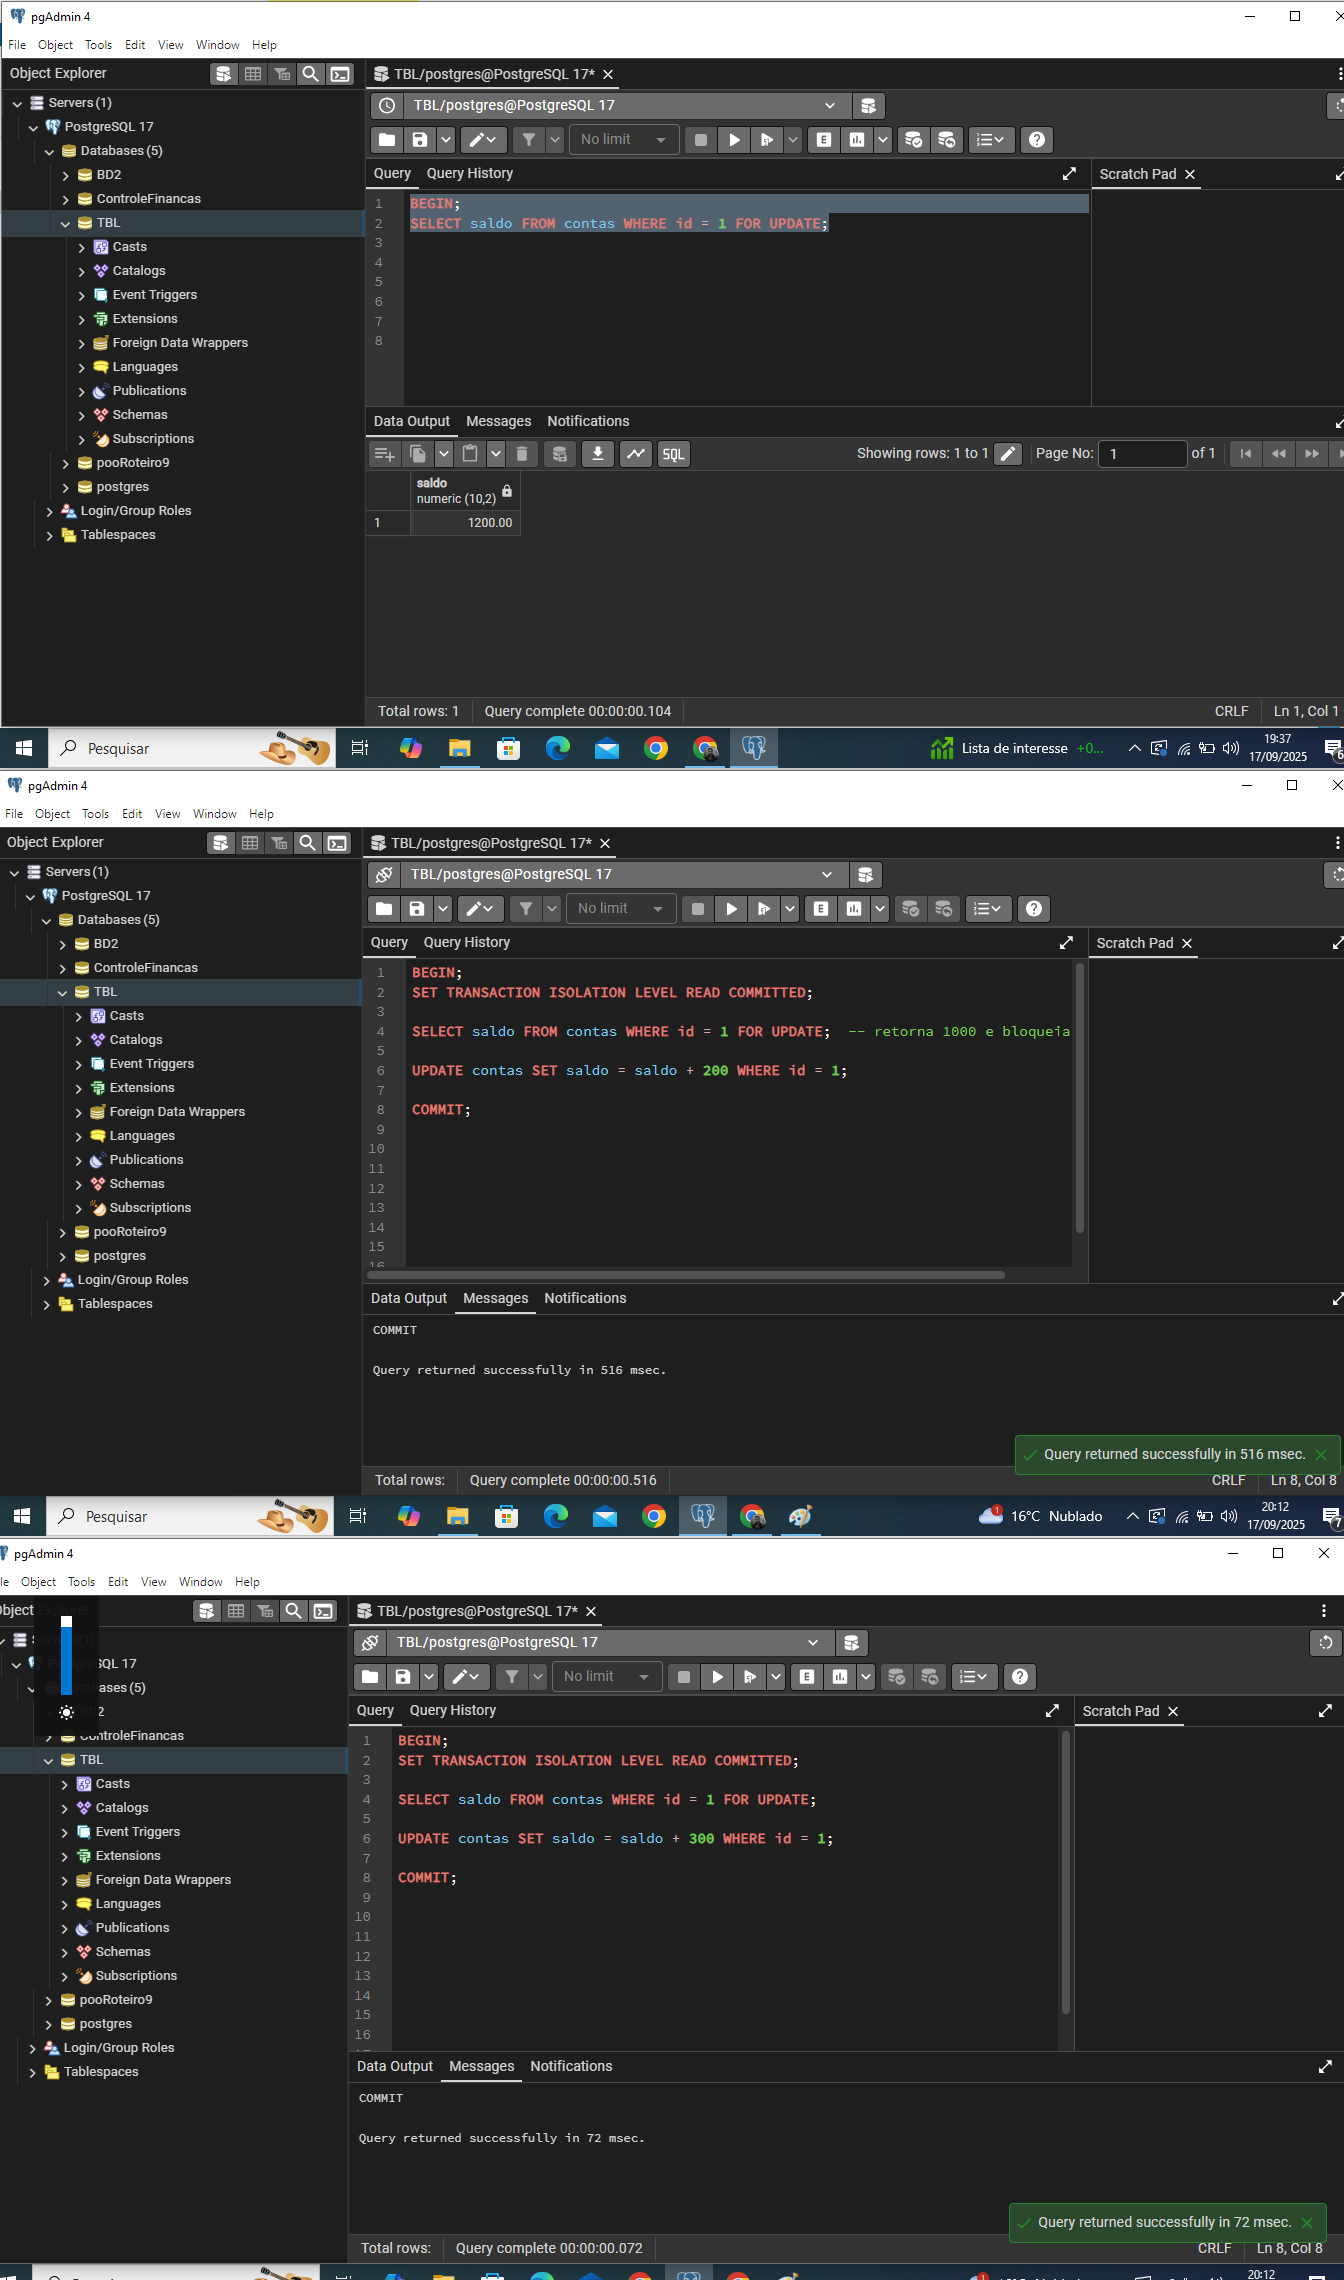 pgAdmin 4
File Object Tools Edit View Window Help
Object Explorer
TBL/postgres@PostgreSQL 17*
Servers (1)
TBL/postgres@PostgreSQL 17
PostgreSQL 17
Databases (5)
No limit
BD2
Query Query History
Scratch Pad
ControleFinancas
1 BEGIN;
TBL
2 SELECT saldo FROM contas WHERE id = 1 FOR UPDATE;
3
Casts
4
Catalogs
5
Event Triggers
6
Extensions
7
Foreign Data Wrappers
8
Languages
Publications
Schemas
Data Output Messages Notifications
Subscriptions
SQL
Showing rows: 1 to 1
Page No: 1 of 1
pooRoteiro9
postgres
saldo
numeric (10,2)
Login/Group Roles
1 1200.00
Tablespaces
Total rows: 1 Query complete 00:00:00.104 CRLF Ln 1, Col 1
Pesquisar
Lista de interesse +0...
19:37
17/09/2025
6
pgAdmin 4
File Object Tools Edit View Window Help
Object Explorer
TBL/postgres@PostgreSQL 17*
Servers (1)
TBL/postgres@PostgreSQL 17
PostgreSQL 17
Databases (5)
No limit
BD2
Query Query History
Scratch Pad
ControleFinancas
1 BEGIN;
TBL
2 SET TRANSACTION ISOLATION LEVEL READ COMMITTED;
3
Casts
4 SELECT saldo FROM contas WHERE id = 1 FOR UPDATE; -- retorna 1000 e bloqueia
Catalogs
5
Event Triggers
6 UPDATE contas SET saldo = saldo + 200 WHERE id = 1;
Extensions
7
Foreign Data Wrappers
8 COMMIT;
9
Languages
10
Publications
11
Schemas
12
Subscriptions
13
pooRoteiro9
14
postgres
15
16
Login/Group Roles
Tablespaces
Data Output Messages Notifications
COMMIT
Query returned successfully in 516 msec.
Query returned successfully in 516 msec.
Total rows: Query complete 00:00:00.516 CRLF Ln 8, Col 8
Pesquisar
1
16°C Nublado
20:12
17/09/2025
7
pgAdmin 4
le Object Tools Edit View Window Help
bject
TBL/postgres@PostgreSQL 17*
TBL/postgres@PostgreSQL 17
SQL 17
bases (5)
No limit
Query Query History
Scratch Pad
ControleFinancas
1 BEGIN;
TBL
2 SET TRANSACTION ISOLATION LEVEL READ COMMITTED;
3
Casts
4 SELECT saldo FROM contas WHERE id = 1 FOR UPDATE;
Catalogs
5
Event Triggers
6 UPDATE contas SET saldo = saldo + 300 WHERE id = 1;
Extensions
7
Foreign Data Wrappers
8 COMMIT;
9
Languages
10
Publications
11
Schemas
12
Subscriptions
13
pooRoteiro9
14
postgres
15
Login/Group Roles
16
Tablespaces
Data Output Messages Notifications
COMMIT
Query returned successfully in 72 msec.
Query returned successfully in 72 msec.
Total rows: Query complete 00:00:00.072 CRLF Ln 8, Col 8
20:12